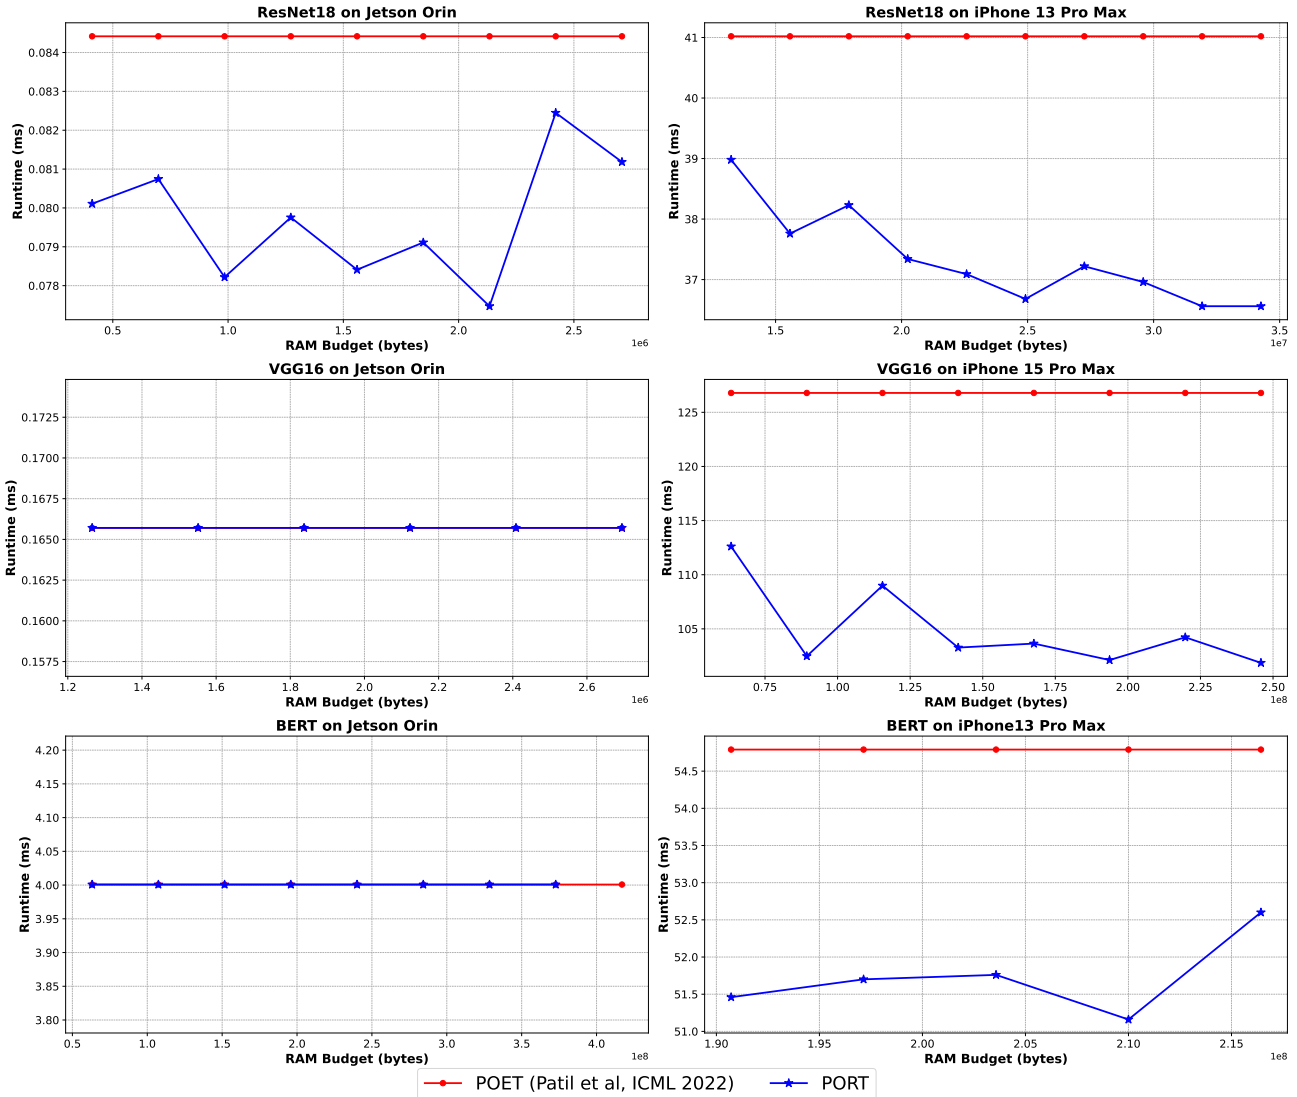 ResNet18 on Jetson Orin
Runtime (ms)
0.084
0.083
0.082
0.081
0.080
0.079
0.078
0.5 1.0 1.5 2.0 2.5
1e6
RAM Budget (bytes)
ResNet18 on iPhone 13 Pro Max
Runtime (ms)
41
40
39
38
37
1.5 2.0 2.5 3.0 3.5
1e7
RAM Budget (bytes)
VGG16 on Jetson Orin
Runtime (ms)
0.1725
0.1700
0.1675
0.1650
0.1625
0.1600
0.1575
1.2 1.4 1.6 1.8 2.0 2.2 2.4 2.6
1e6
RAM Budget (bytes)
VGG16 on iPhone 15 Pro Max
Runtime (ms)
125
120
115
110
105
0.75 1.00 1.25 1.50 1.75 2.00 2.25 2.50
1e8
RAM Budget (bytes)
BERT on Jetson Orin
Runtime (ms)
4.20
4.15
4.10
4.05
4.00
3.95
3.90
3.85
3.80
0.5 1.0 1.5 2.0 2.5 3.0 3.5 4.0
1e8
RAM Budget (bytes)
BERT on iPhone13 Pro Max
Runtime (ms)
54.5
54.0
53.5
53.0
52.5
52.0
51.5
51.0
1.90 1.95 2.00 2.05 2.10 2.15
1e8
RAM Budget (bytes)
POET (Patil et al, ICML 2022) PORT